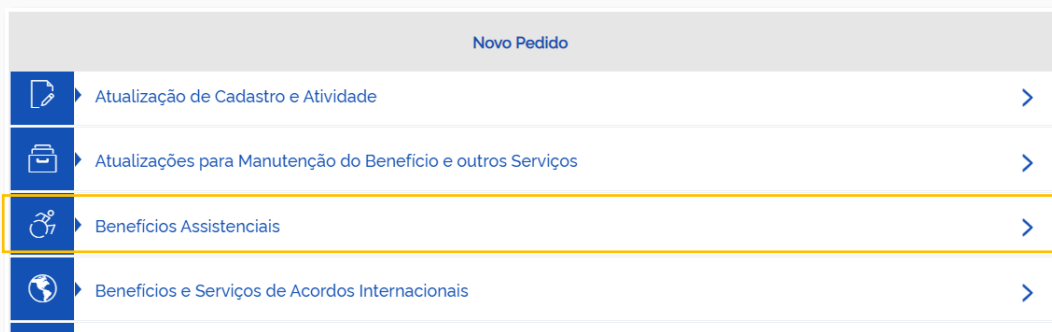 Novo Pedido
Atualização de Cadastro e Atividade
Atualizações para Manutenção do Benefício e outros Serviços
Benefícios Assistenciais
Benefícios e Serviços de Acordos Internacionais